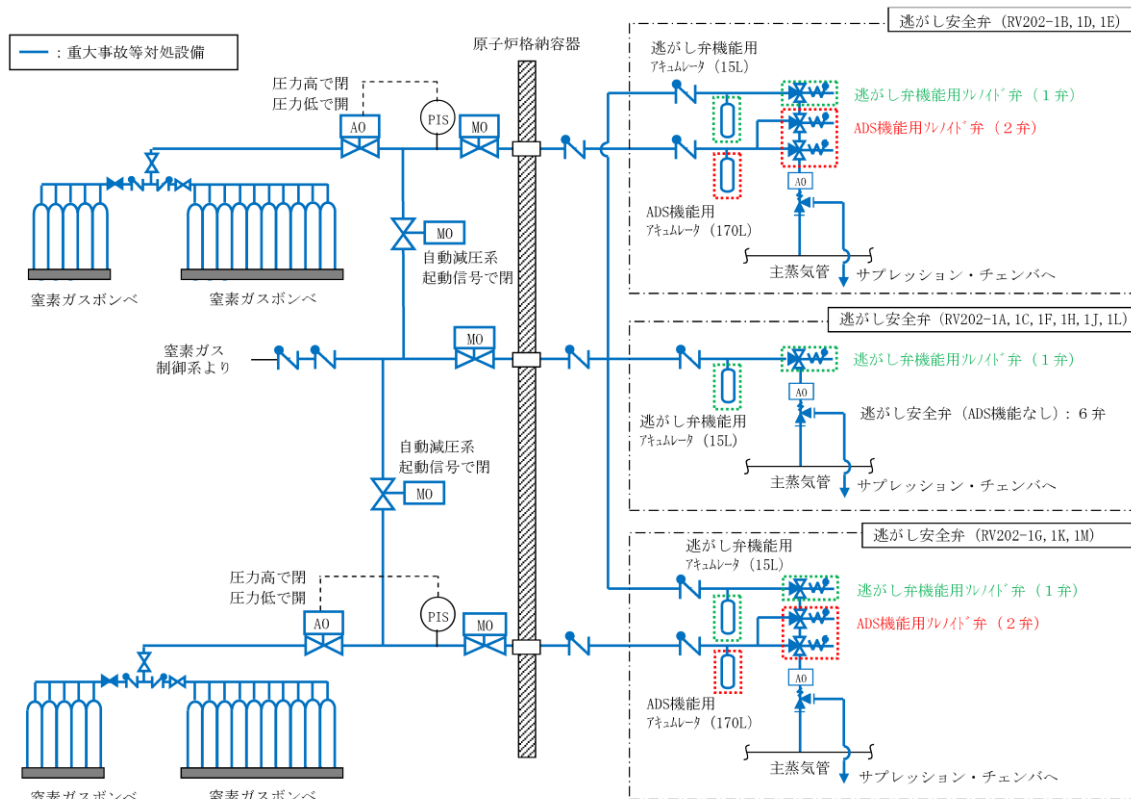 ― : 重大事故等対処設備
原子炉格納容器
逃がし安全弁 (RV202-1B, 1D, 1E)
圧力高で閉
圧力低で開
AO
PIS
MO
逃がし弁機能用
アキュムレータ (15L)
逃がし弁機能用ソレノイド弁 (1弁)
ADS機能用ソレノイド弁 (2弁)
AO
ADS機能用
アキュムレータ (170L)
主蒸気管
サプレッション・チェンバへ
MO
自動減圧系
起動信号で閉
窒素ガスボンベ
窒素ガスボンベ
逃がし安全弁 (RV202-1A, 1C, 1F, 1H, 1J, 1L)
窒素ガス
制御系より
MO
逃がし弁機能用ソレノイド弁 (1弁)
AO
逃がし弁機能用
アキュムレータ (15L)
逃がし安全弁 (ADS機能なし) : 6弁
主蒸気管
サプレッション・チェンバへ
自動減圧系
起動信号で閉
MO
逃がし安全弁 (RV202-1G, 1K, 1M)
圧力高で閉
圧力低で開
AO
PIS
MO
逃がし弁機能用
アキュムレータ (15L)
逃がし弁機能用ソレノイド弁 (1弁)
ADS機能用ソレノイド弁 (2弁)
AO
ADS機能用
アキュムレータ (170L)
主蒸気管
サプレッション・チェンバへ
窒素ガスボンベ
窒素ガスボンベ